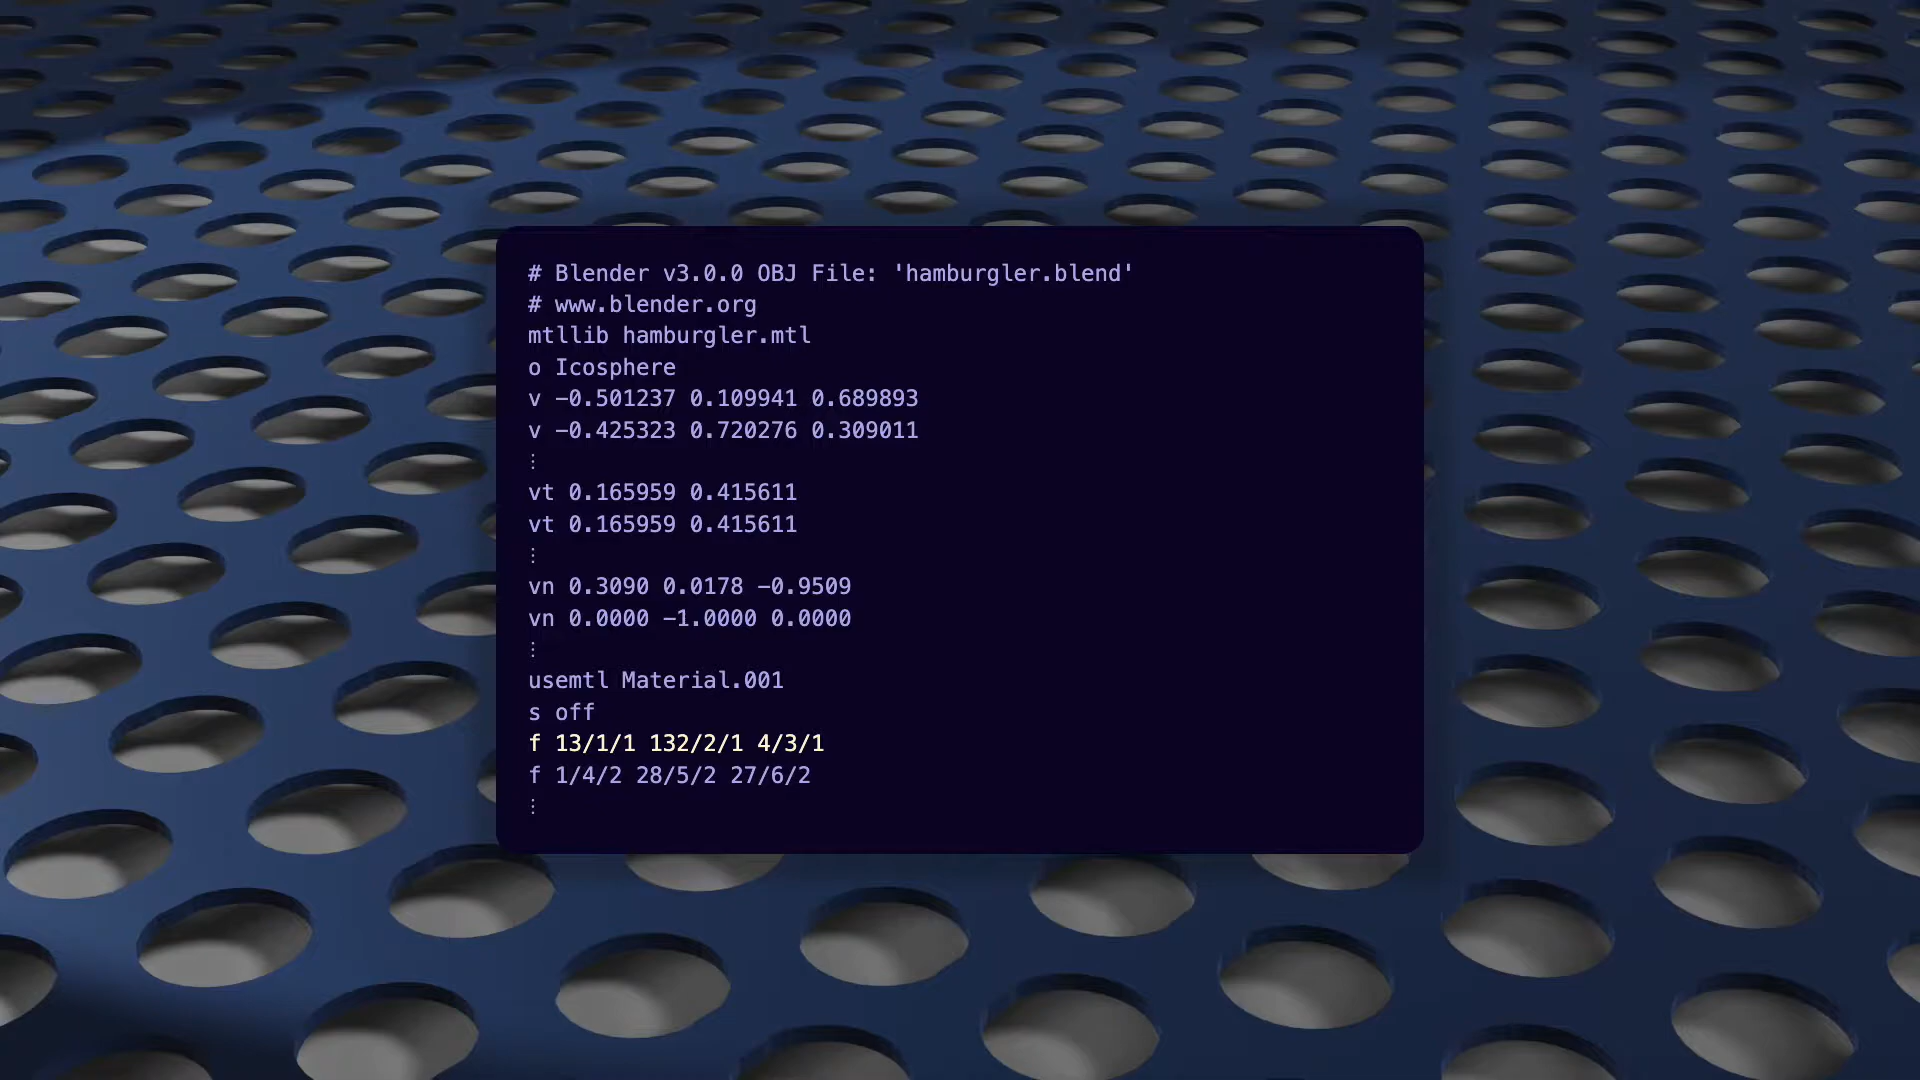 # Blender v3.0.0 OBJ File: 'hamburgler.blend'
# www.blender.org
mtllib hamburgler.mtl
o Icosphere
v -0.501237 0.109941 0.689893
v -0.425323 0.720276 0.309011
⋮
vt 0.165959 0.415611
vt 0.165959 0.415611
⋮
vn 0.3090 0.0178 -0.9509
vn 0.0000 -1.0000 0.0000
⋮
usemtl Material.001
s off
f 13/1/1 132/2/1 4/3/1
f 1/4/2 28/5/2 27/6/2
⋮